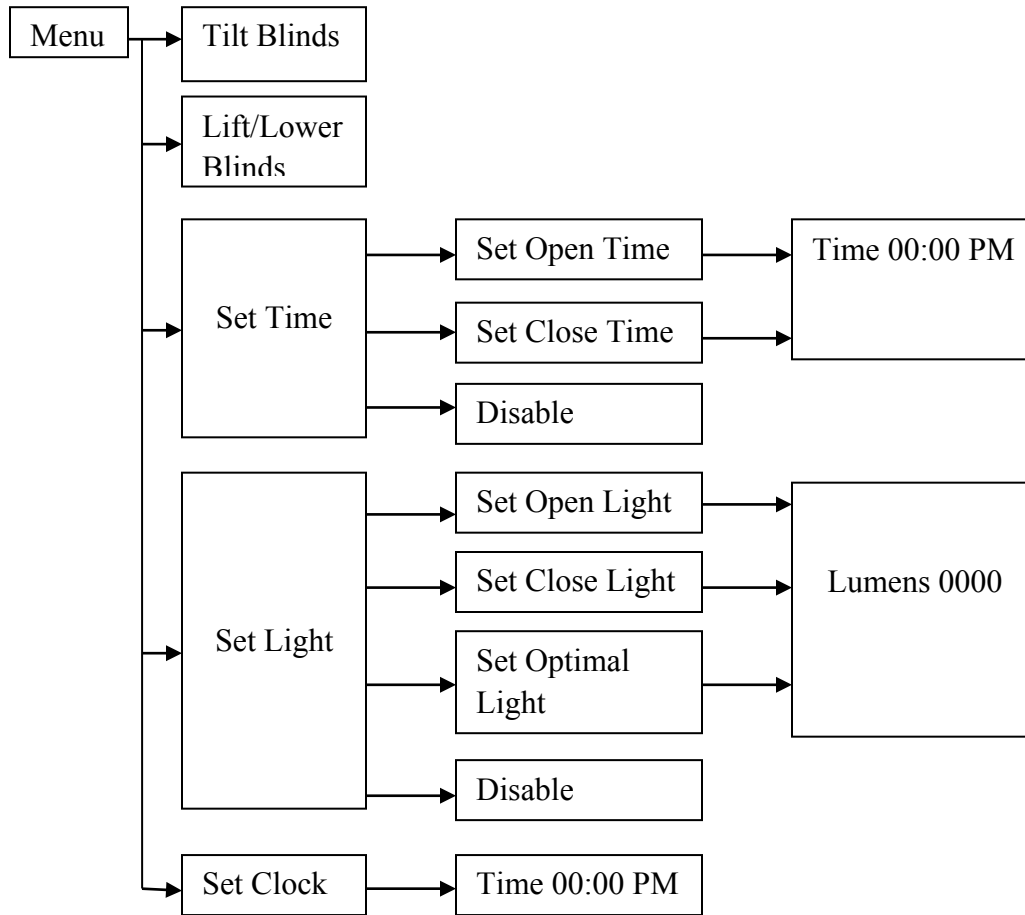 Menu
Tilt Blinds
Lift/Lower
Blinds
Set Time
Set Open Time
Time 00:00 PM
Set Close Time
Disable
Set Light
Set Open Light
Set Close Light
Lumens 0000
Set Optimal
Light
Disable
Set Clock
Time 00:00 PM